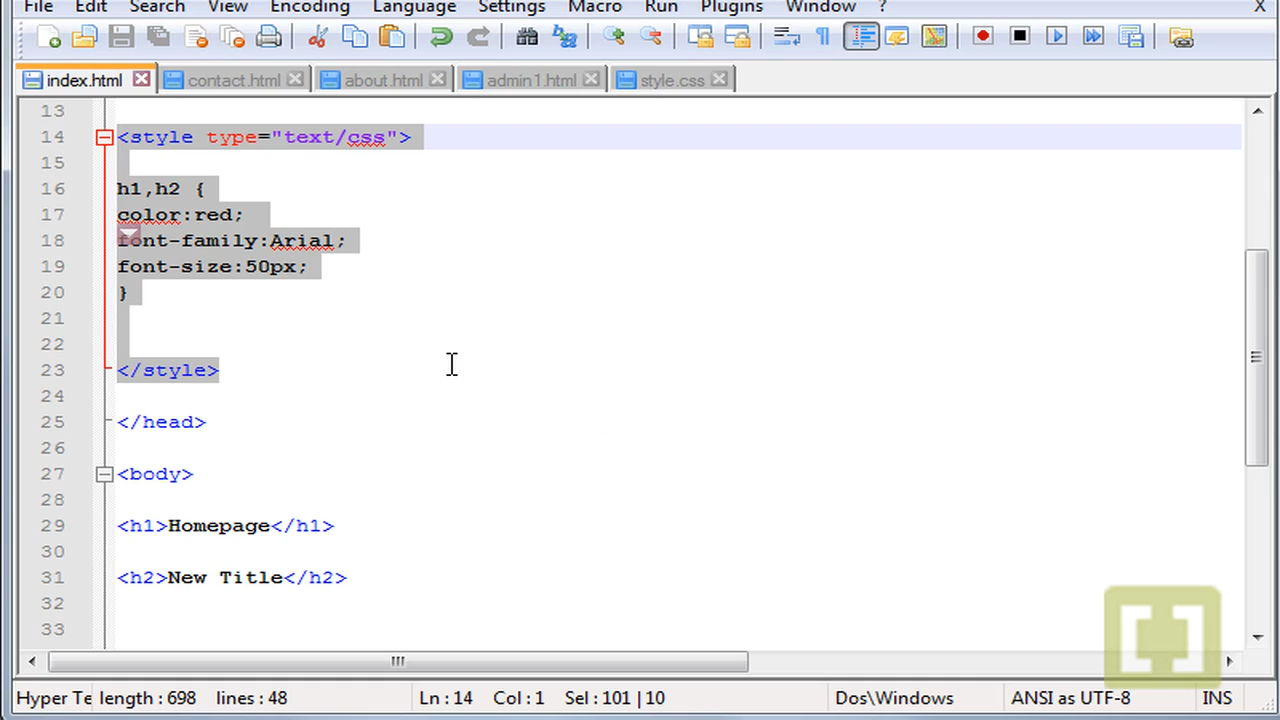 File Edit Search View Encoding Language Settings Macro Run Plugins Window ? X
index.html contact.html about.html admin1.html style.css
13
14 <style type="text/css">
15
16 h1,h2 {
17 color:red;
18 font-family:Arial;
19 font-size:50px;
20 }
21
22
23 </style>
24
25 </head>
26
27 <body>
28
29 <h1>Homepage</h1>
30
31 <h2>New Title</h2>
32
33
Hyper Te length : 698 lines : 48 Ln : 14 Col : 1 Sel : 101 | 10 Dos\Windows ANSI as UTF-8 INS